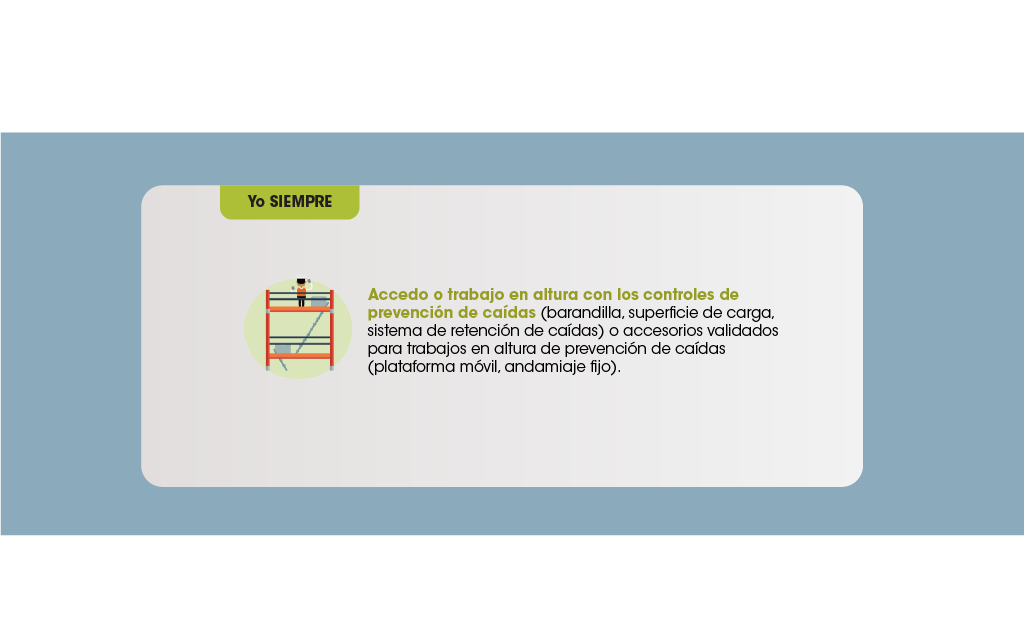 Yo SIEMPRE
Accedo o trabajo en altura con los controles de
prevención de caídas (barandilla, superficie de carga,
sistema de retención de caídas) o accesorios validados
para trabajos en altura de prevención de caídas
(plataforma móvil, andamiaje fijo).